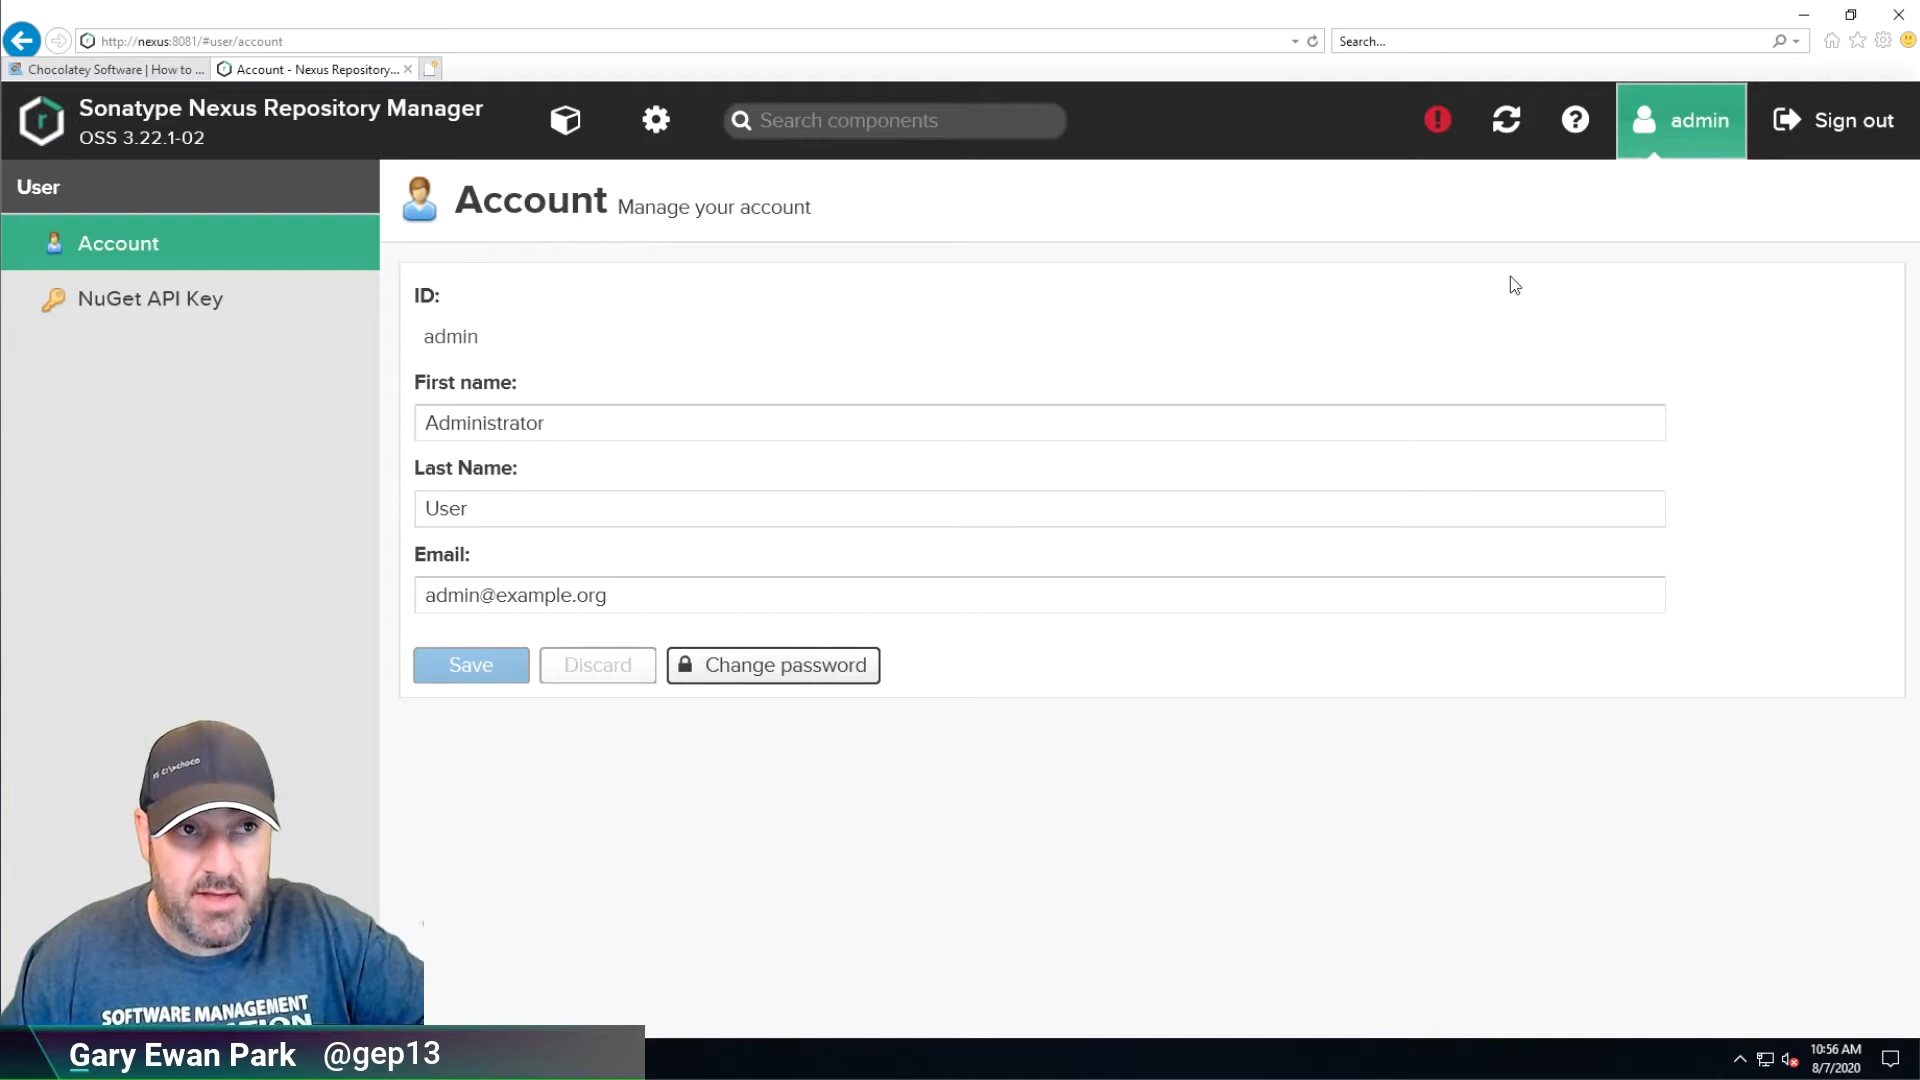 http://nexus:8081/#user/account
Search...
Chocolatey Software | How to ...
Account - Nexus Repository...
Sonatype Nexus Repository Manager
OSS 3.22.1-02
Search components
admin
Sign out
User
Account
NuGet API Key
Account Manage your account
ID:
admin
First name:
Administrator
Last Name:
User
Email:
admin@example.org
Save
Discard
Change password
SOFTWARE MANAGEMENT
Gary Ewan Park @gep13
10:56 AM
8/7/2020